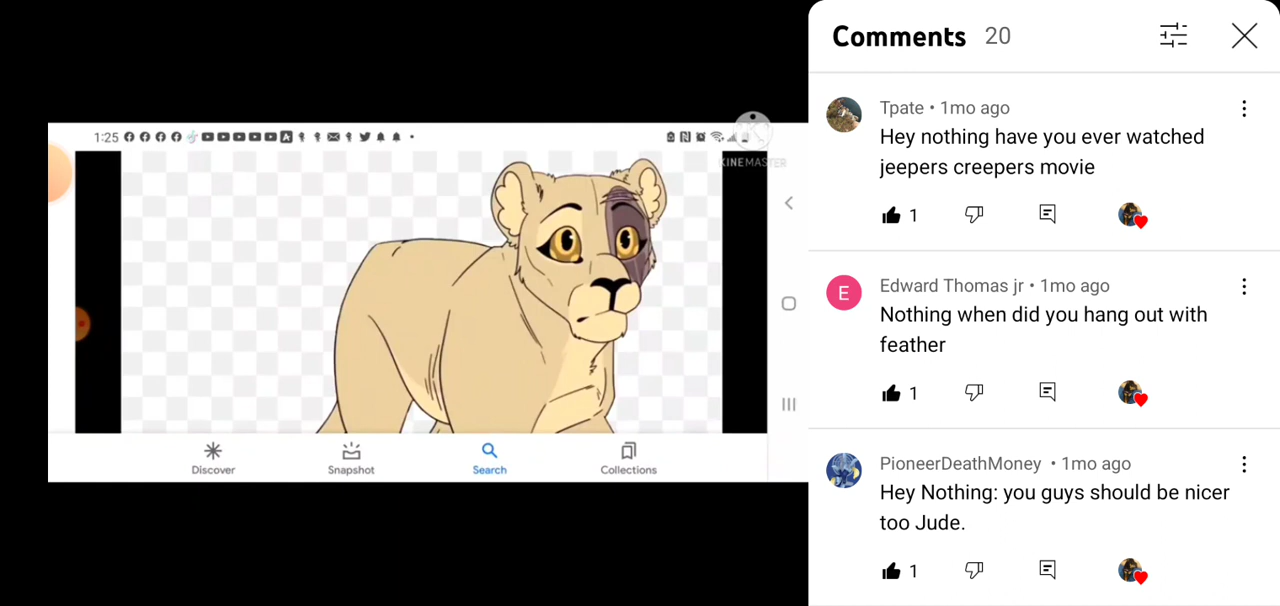 1:25
KINEMASTER
Discover
Snapshot
Search
Collections
Comments 20
Tpate • 1mo ago
Hey nothing have you ever watched
jeepers creepers movie
1
E
Edward Thomas jr • 1mo ago
Nothing when did you hang out with
feather
1
PioneerDeathMoney • 1mo ago
Hey Nothing: you guys should be nicer
too Jude.
1